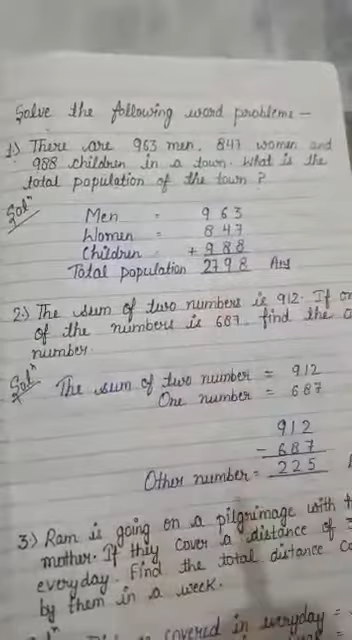 Solve the following word problems -
1.) There are 963 men, 847 women and
988 children in a town. What is the
total population of the town ?
Solⁿ
Men = 963
Women = 847
Children = + 988
Total population 2798 Ans
2.) The sum of two numbers is 912. If
of the numbers is 687, find the
number.
Solⁿ
The sum of two number = 912
One number = 687
912
- 687
Other number = 225
3.) Ram is going on a pilgrimage with
mother. If they cover a distance of
everyday. Find the total distance
by them in a week.
covered in everyday =